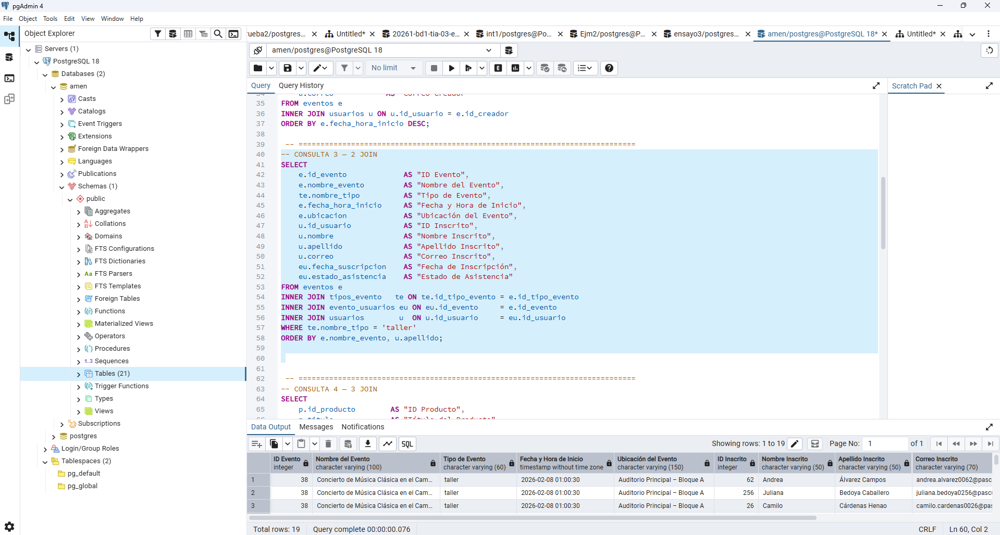 pgAdmin 4
File Object Tools Edit View Window Help
Object Explorer
rueba2/postgres... Untitled* 20261-bd1-tia-03-e... int1/postgres@Po... Ejm2/postgres@P... ensayo3/postgres... amen/postgres@PostgreSQL 18* Untitled*
Servers (1)
PostgreSQL 18
Databases (2)
amen
Casts
Catalogs
Event Triggers
Extensions
Foreign Data Wrappers
Languages
Publications
Schemas (1)
public
Aggregates
Collations
Domains
FTS Configurations
FTS Dictionaries
Aa FTS Parsers
FTS Templates
Foreign Tables
Functions
Materialized Views
Operators
Procedures
1..3 Sequences
Tables (21)
Trigger Functions
Types
Views
Subscriptions
postgres
Login/Group Roles
Tablespaces (2)
pg_default
pg_global
amen/postgres@PostgreSQL 18
No limit
Query Query History
Scratch Pad
34 u.correo AS "Correo Creador"
35 FROM eventos e
36 INNER JOIN usuarios u ON u.id_usuario = e.id_creador
37 ORDER BY e.fecha_hora_inicio DESC;
38
39 -- =============================================================================
40 -- CONSULTA 3 — 2 JOIN
41 SELECT
42 e.id_evento AS "ID Evento",
43 e.nombre_evento AS "Nombre del Evento",
44 te.nombre_tipo AS "Tipo de Evento",
45 e.fecha_hora_inicio AS "Fecha y Hora de Inicio",
46 e.ubicacion AS "Ubicación del Evento",
47 u.id_usuario AS "ID Inscrito",
48 u.nombre AS "Nombre Inscrito",
49 u.apellido AS "Apellido Inscrito",
50 u.correo AS "Correo Inscrito",
51 eu.fecha_suscripcion AS "Fecha de Inscripción",
52 eu.estado_asistencia AS "Estado de Asistencia"
53 FROM eventos e
54 INNER JOIN tipos_evento te ON te.id_tipo_evento = e.id_tipo_evento
55 INNER JOIN evento_usuarios eu ON eu.id_evento = e.id_evento
56 INNER JOIN usuarios u ON u.id_usuario = eu.id_usuario
57 WHERE te.nombre_tipo = 'taller'
58 ORDER BY e.nombre_evento, u.apellido;
59
60
61
62 -- =============================================================================
63 -- CONSULTA 4 — 3 JOIN
64 SELECT
65 p.id_producto AS "ID Producto",
66 p.titulo AS "Título del Producto",
Data Output Messages Notifications
SQL Showing rows: 1 to 19 Page No: 1 of 1
ID Evento Nombre del Evento Tipo de Evento Fecha y Hora de Inicio Ubicación del Evento ID Inscrito Nombre Inscrito Apellido Inscrito Correo Inscrito
integer character varying (100) character varying (60) timestamp without time zone character varying (150) integer character varying (50) character varying (50) character varying (70)
1 38 Concierto de Música Clásica en el Cam... taller 2026-02-08 01:00:30 Auditorio Principal – Bloque A 62 Andrea Álvarez Campos andrea.alvarez0062@pasc
2 38 Concierto de Música Clásica en el Cam... taller 2026-02-08 01:00:30 Auditorio Principal – Bloque A 256 Juliana Bedoya Caballero juliana.bedoya0256@pascu
3 38 Concierto de Música Clásica en el Cam... taller 2026-02-08 01:00:30 Auditorio Principal – Bloque A 26 Camilo Cárdenas Henao camilo.cardenas0026@pas
Total rows: 19 Query complete 00:00:00.076 CRLF Ln 60, Col 2